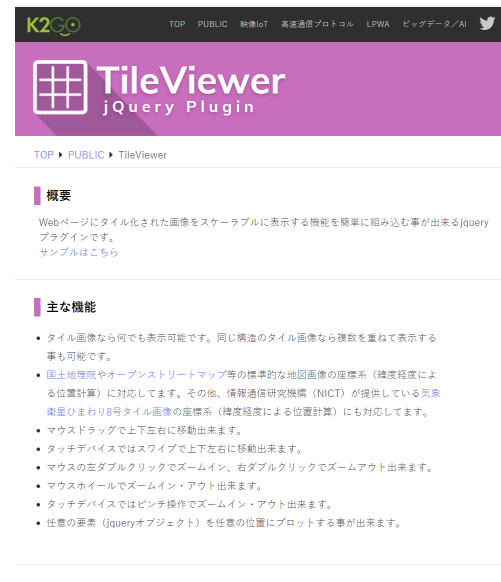 K2GO
TOP PUBLIC 映像IoT 高速通信プロトコル LPWA ビッグデータ／AI
TileViewer
jQuery Plugin
TOP PUBLIC TileViewer
概要
Webページにタイル化された画像をスケーラブルに表示する機能を簡単に組み込む事が出来るjquery
プラグインです。
サンプルはこちら
主な機能
タイル画像なら何でも表示可能です。同じ構造のタイル画像なら複数を重ねて表示する
事も可能です。
国土地理院やオープンストリートマップ等の標準的な地図画像の座標系（緯度経度によ
る位置計算）に対応してます。その他、情報通信研究機構（NICT）が提供している気象
衛星ひまわり8号タイル画像の座標系（緯度経度による位置計算）にも対応してます。
マウスドラッグで上下左右に移動出来ます。
タッチデバイスではスワイプで上下左右に移動出来ます。
マウスの左ダブルクリックでズームイン、右ダブルクリックでズームアウト出来ます。
マウスホイールでズームイン・アウト出来ます。
タッチデバイスではピンチ操作でズームイン・アウト出来ます。
任意の要素（jqueryオブジェクト）を任意の位置にプロットする事が出来ます。